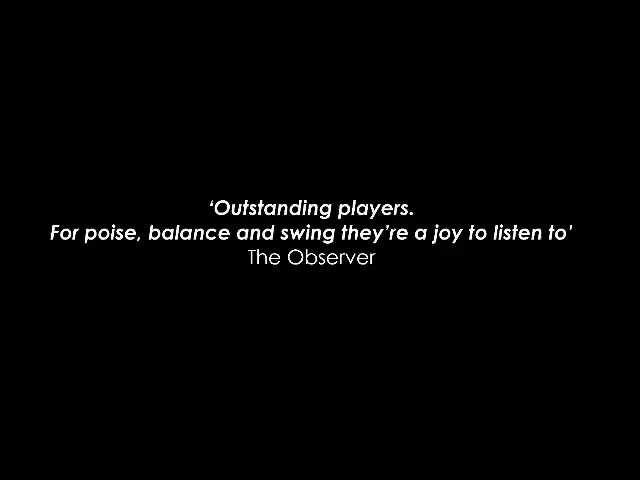 ‘Outstanding players.
For poise, balance and swing they’re a joy to listen to’
The Observer